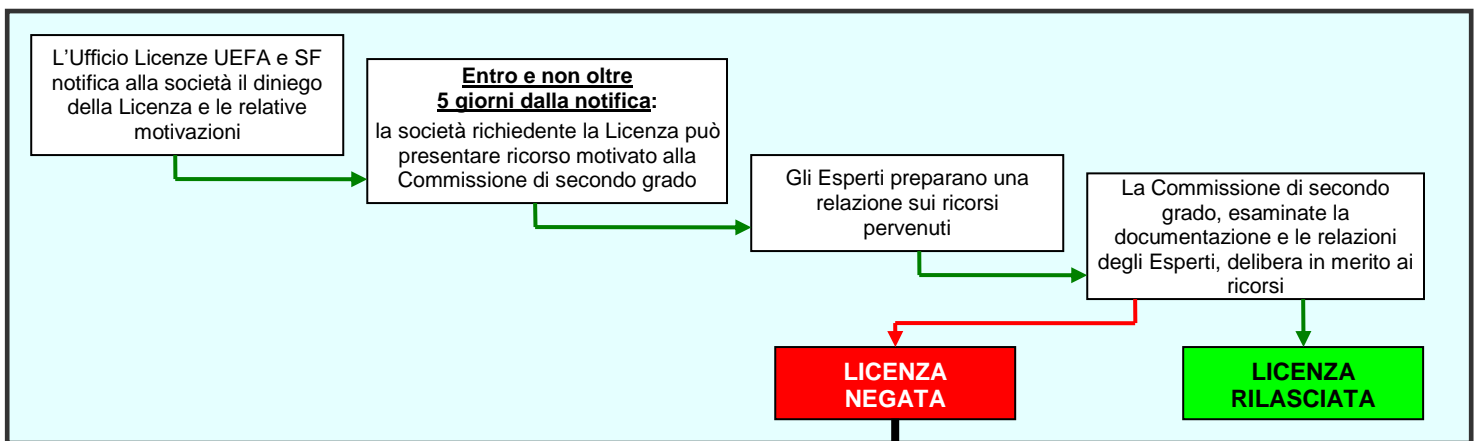 L'Ufficio Licenze UEFA e SF
notifica alla società il diniego
della Licenza e le relative
motivazioni
Entro e non oltre
5 giorni dalla notifica:
la società richiedente la Licenza può
presentare ricorso motivato alla
Commissione di secondo grado
Gli Esperti preparano una
relazione sui ricorsi
pervenuti
La Commissione di secondo
grado, esaminate la
documentazione e le relazioni
degli Esperti, delibera in merito ai
ricorsi
LICENZA
NEGATA
LICENZA
RILASCIATA